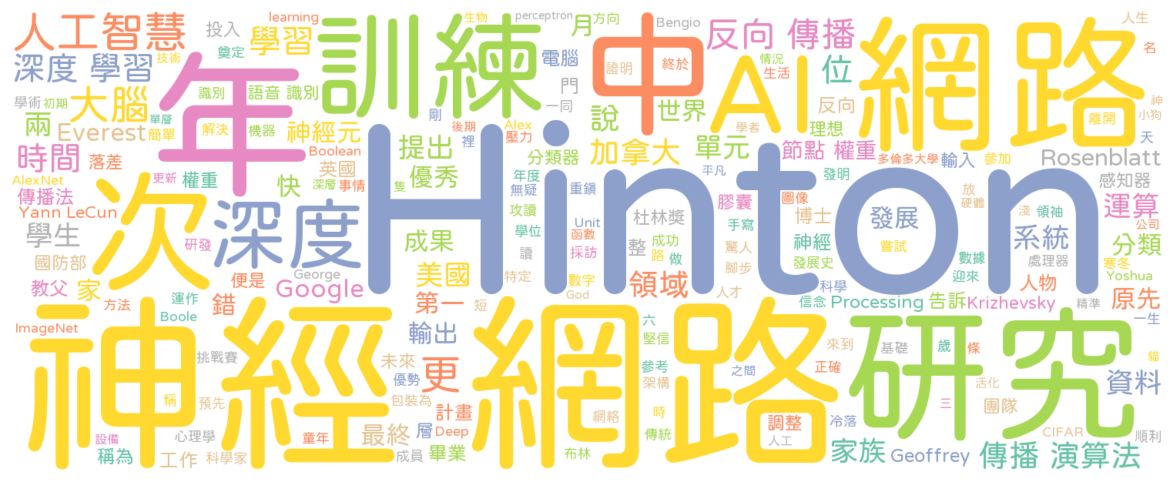 人工智慧
投入
learning
生物
perceptron
月
方向
Bengio
反向 傳播
情況
人生
名
奠定
學習
技術
訓練
電腦
中
AI
網路
深度 學習
年
門
證明
終於
生活
位
神
學術
初期
識別
語音 識別
一同
世界
反向
離開
小狗
大腦
單層
剛
說
學者
理想
天
兩
Everest
簡單
解決
機器
神經元
Alex
後期
裡
壓力
分類器
加拿大
單元
節點 權重
多倫多大學
輸入
參加
Rosenblatt
時間
落差
Boolean
提出
英國
AlexNet
更新
深層
事情
年度
隻
優秀
快
無疑
重鎮
平凡
發明
感知器
傳播法
權重
次
深度
Hinton
攻讀
膠囊
圖像
放
硬體
淺
領袖
運算
公司
Yann LeCun
學生
研發
學位
Unit
函數
杜林獎
手寫
博士
發展
系統
分類
成果
讀
採訪
整
成功
路
做
神經
驚人
嘗試
發展史
腳步
數據
處理器
寒冬
國防部
便是
George
特定
數字
領域
科學
迎來
Yoshua
教父
家
Google
美國
God
人才
信念
Processing
告訴
Krizhevsky
人物
精準
原先
方法
運作
Boole
錯
第一
短
ImageNet
神經 網路
研究
輸出
六
堅信
來到
一生
挑戰賽
未來
優勢
更
參考
架構
之間
正確
基礎
歲
條
貓
資料
稱
預先
包裝為
計畫
網絡
時
調整
冷落
三
活化
團隊
設備
心理學
童年
最終
層
Deep
傳統
人工
CIFAR
順利
稱為
工作
科學家
成員
畢業
布林
家族
Geoffrey
傳播 演算法